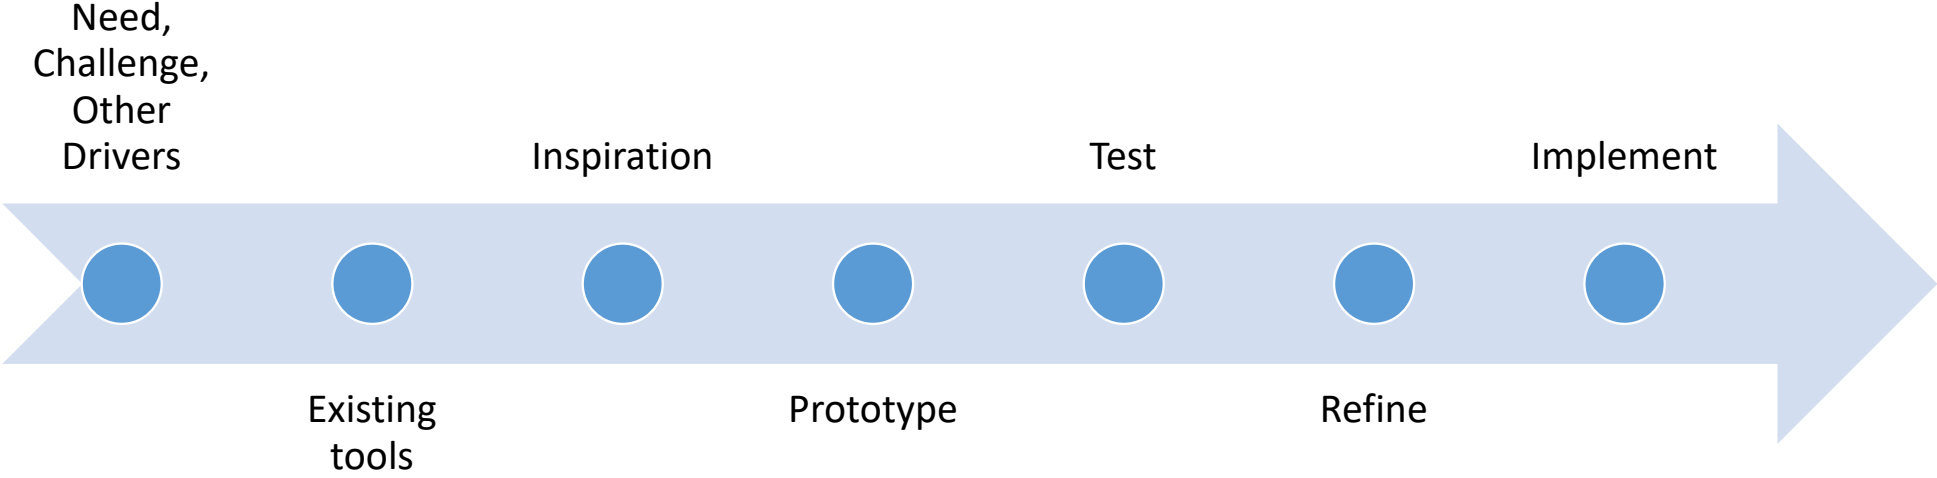 Need,
Challenge,
Other
Drivers
Existing
tools
Inspiration
Prototype
Test
Refine
Implement